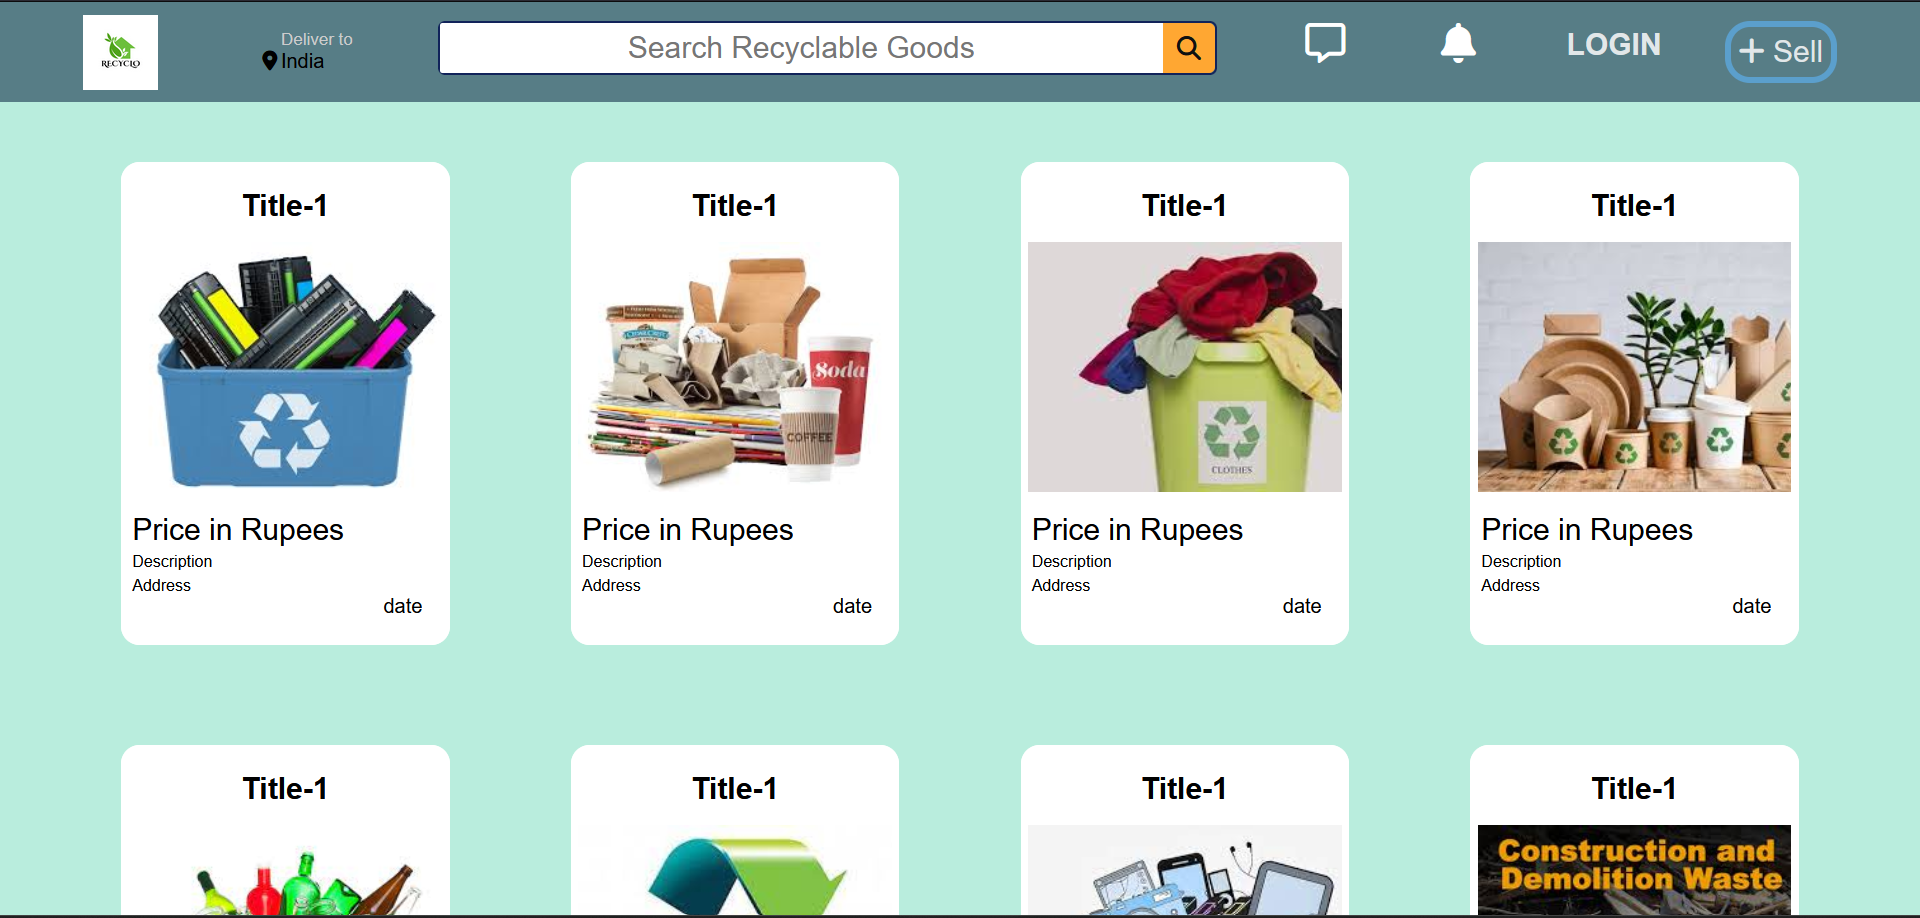 RECYCLO
Deliver to
India
Search Recyclable Goods
LOGIN
+ Sell
Title-1
Title-1
Title-1
Title-1
Soda
COFFEE
CLOTHES
Price in Rupees
Description
Address
date
Price in Rupees
Description
Address
date
Price in Rupees
Description
Address
date
Price in Rupees
Description
Address
date
Title-1
Title-1
Title-1
Title-1
Construction and
Demolition Waste